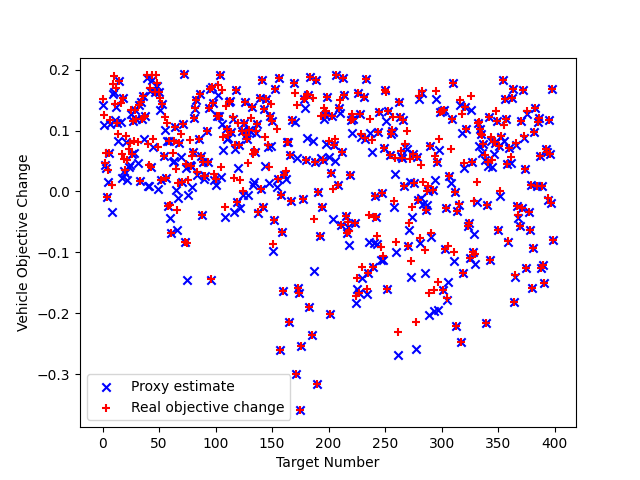 0.2
0.1
0.0
−0.1
−0.2
−0.3
Vehicle Objective Change
Proxy estimate
Real objective change
0 50 100 150 200 250 300 350 400
Target Number